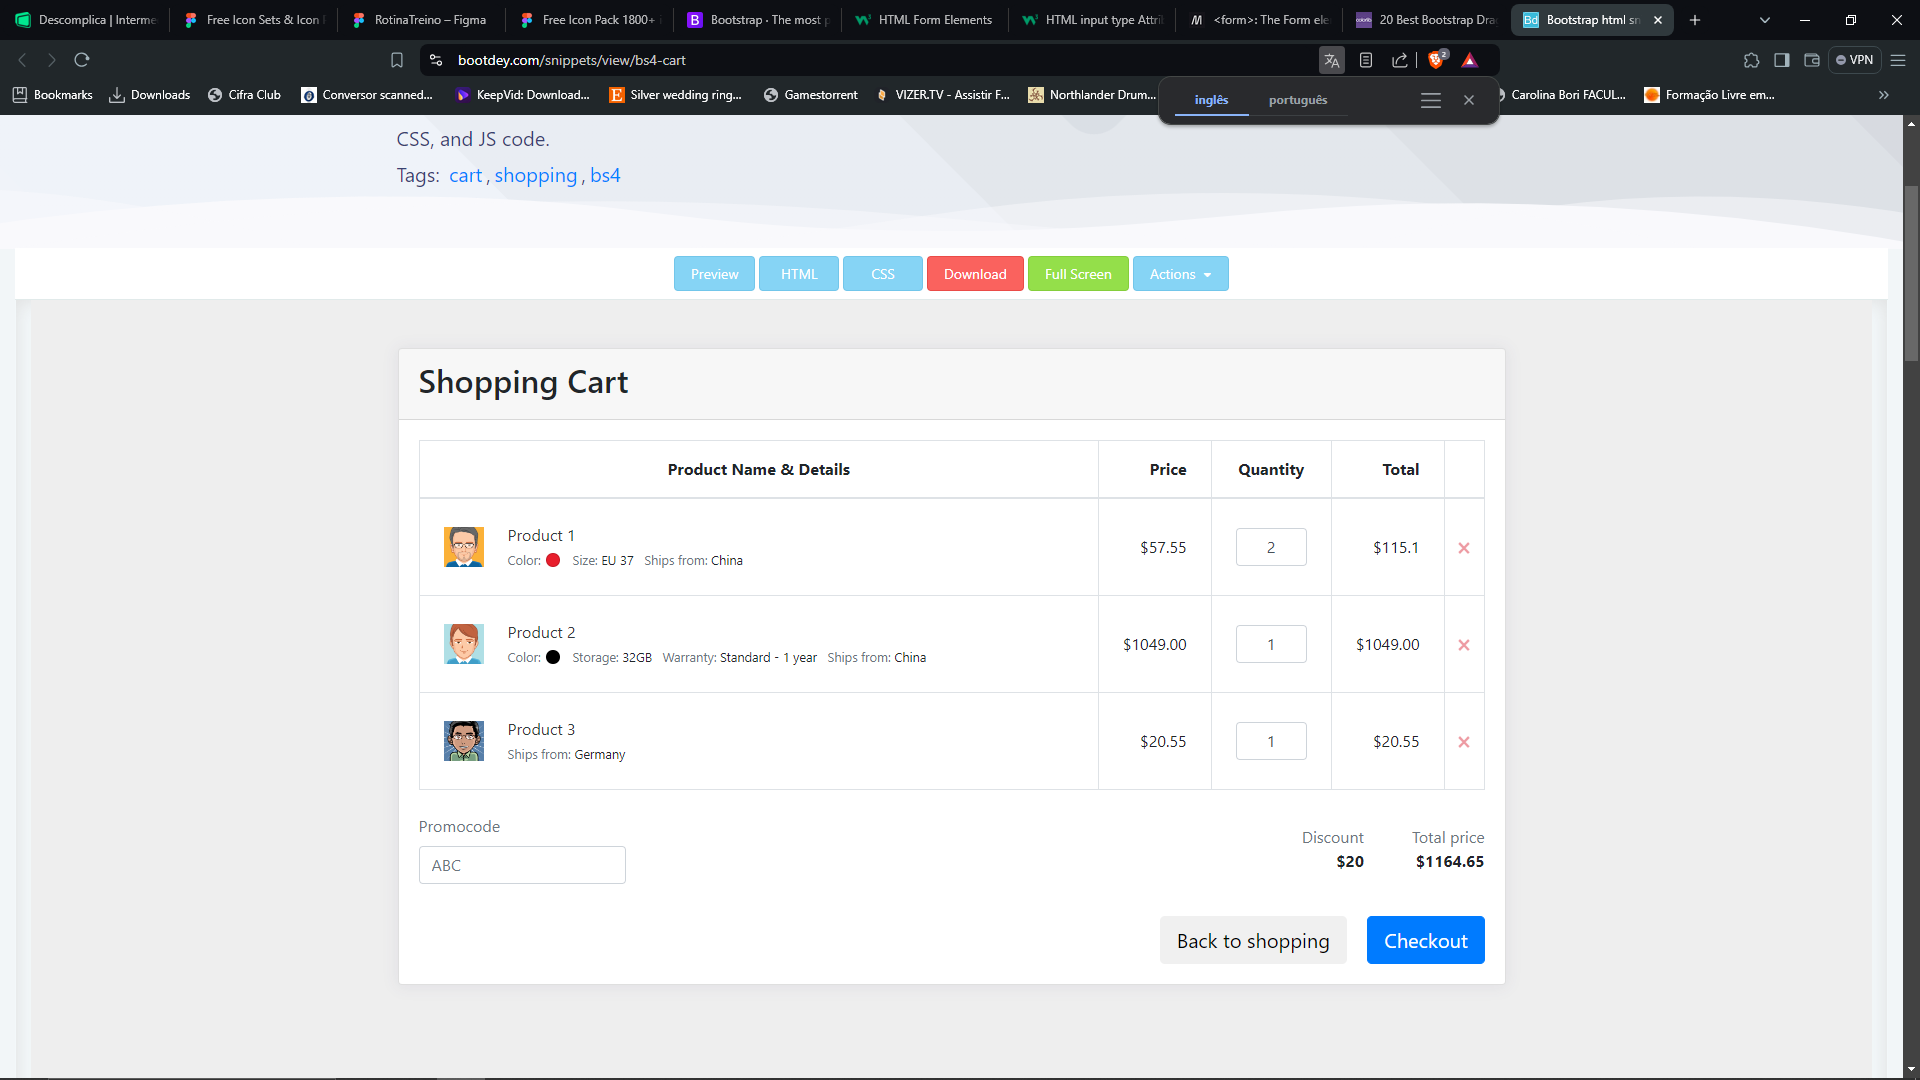 Descomplica | Interme
Free Icon Sets & Icon
RotinaTreino – Figma
Free Icon Pack 1800+
Bootstrap · The most p
HTML Form Elements
HTML input type Attri
<form>: The Form ele
20 Best Bootstrap Dra
Bootstrap html sn
bootdey.com/snippets/view/bs4-cart
2
VPN
Bookmarks
Downloads
Cifra Club
Conversor scanned...
KeepVid: Download...
Silver wedding ring...
Gamestorrent
VIZER.TV - Assistir F...
Northlander Drum...
Carolina Bori FACUL...
Formação Livre em...
inglês
português
CSS, and JS code.
Tags: cart , shopping , bs4
Preview
HTML
CSS
Download
Full Screen
Actions
Shopping Cart
Product Name & Details Price Quantity Total
Product 1
Color: Size: EU 37 Ships from: China
$57.55 2 $115.1 ×
Product 2
Color: Storage: 32GB Warranty: Standard - 1 year Ships from: China
$1049.00 1 $1049.00 ×
Product 3
Ships from: Germany
$20.55 1 $20.55 ×
Promocode
ABC
Discount
$20
Total price
$1164.65
Back to shopping
Checkout